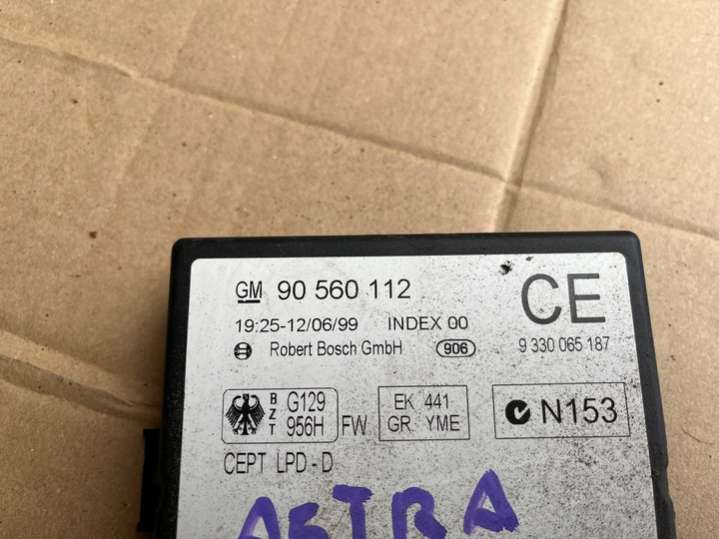 GM 90 560 112
19:25-12/06/99 INDEX 00
Robert Bosch GmbH 906
CE
9 330 065 187
BZT G129 956H FW
EK 441
GR YME
N153
CEPT LPD-D
ASTRA